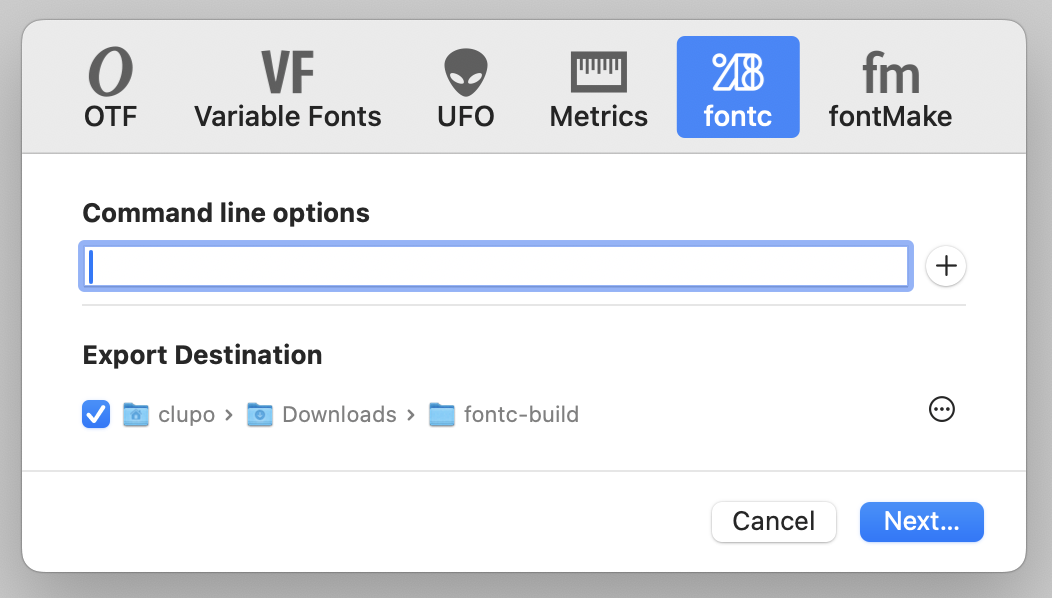 OTF
Variable Fonts
UFO
Metrics
fontc
fm
fontMake
VF
Command line options
Export Destination
clupo › Downloads › fontc-build
Cancel
Next...